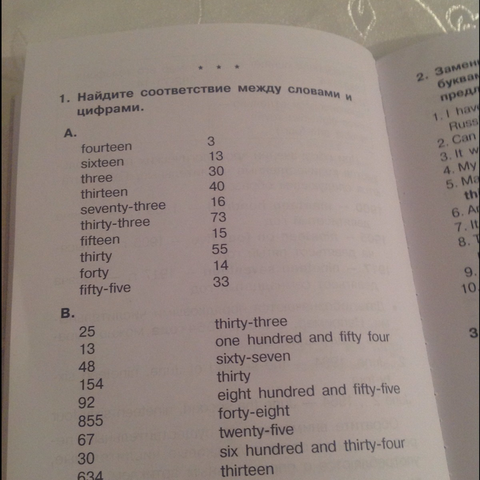 * * *
1. Найдите соответствие между словами и
цифрами.
A.
fourteen 3
sixteen 13
three 30
thirteen 40
seventy-three 16
thirty-three 73
fifteen 15
thirty 55
forty 14
fifty-five 33
B.
25 thirty-three
13 one hundred and fifty four
48 sixty-seven
154 thirty
92 eight hundred and fifty-five
855 forty-eight
67 twenty-five
30 six hundred and thirty-four
634 thirteen
2.
1. I
Russ
2. Can
3. It w
4. My
5. Ma
6.
7. It
8.
9.
10.